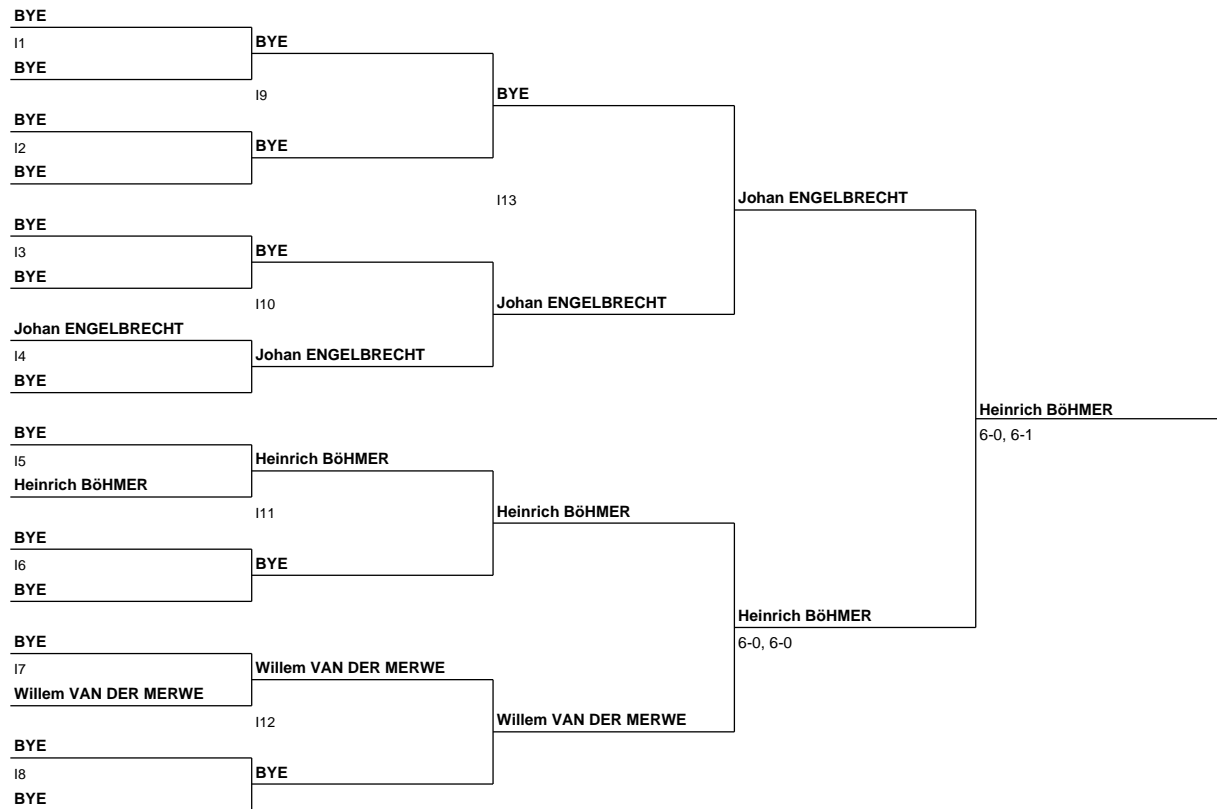 BYE
I1
BYE
BYE
I9
BYE
BYE
I2
BYE
BYE
I13
Johan ENGELBRECHT
BYE
I3
BYE
BYE
I10
Johan ENGELBRECHT
Johan ENGELBRECHT
I4
Johan ENGELBRECHT
BYE
Heinrich BöHMER
6-0, 6-1
BYE
I5
Heinrich BöHMER
Heinrich BöHMER
I11
Heinrich BöHMER
BYE
I6
BYE
BYE
Heinrich BöHMER
6-0, 6-0
BYE
I7
Willem VAN DER MERWE
Willem VAN DER MERWE
I12
Willem VAN DER MERWE
BYE
I8
BYE
BYE